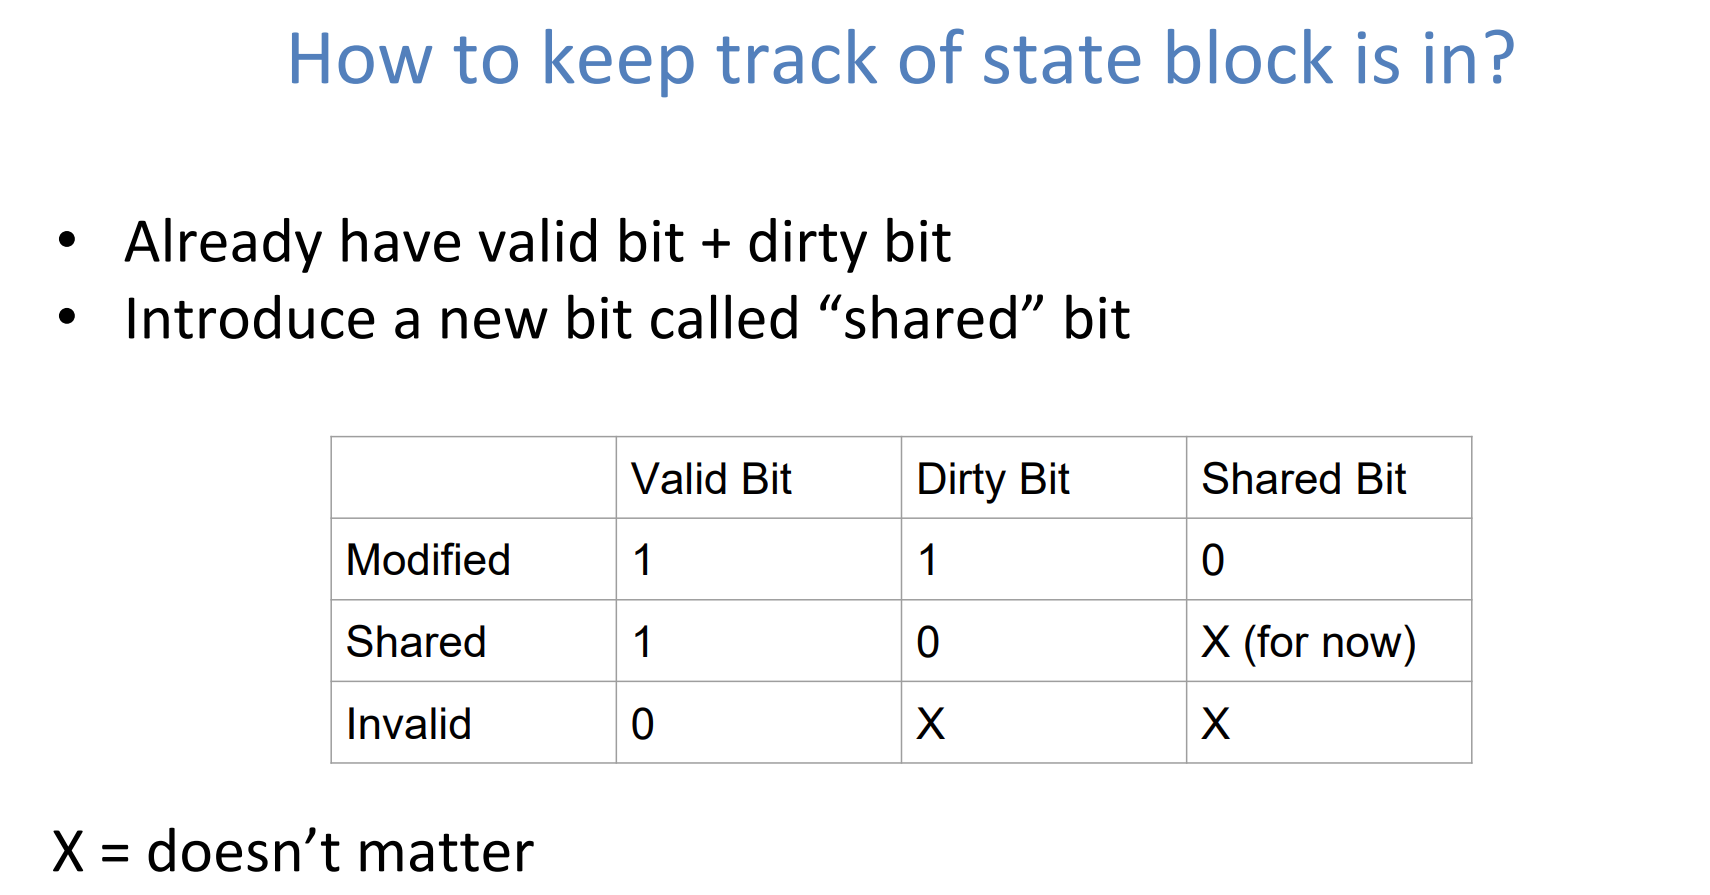 How to keep track of state block is in?
• Already have valid bit + dirty bit
• Introduce a new bit called “shared” bit
Valid Bit Dirty Bit Shared Bit
Modified 1 1 0
Shared 1 0 X (for now)
Invalid 0 X X
X = doesn’t matter